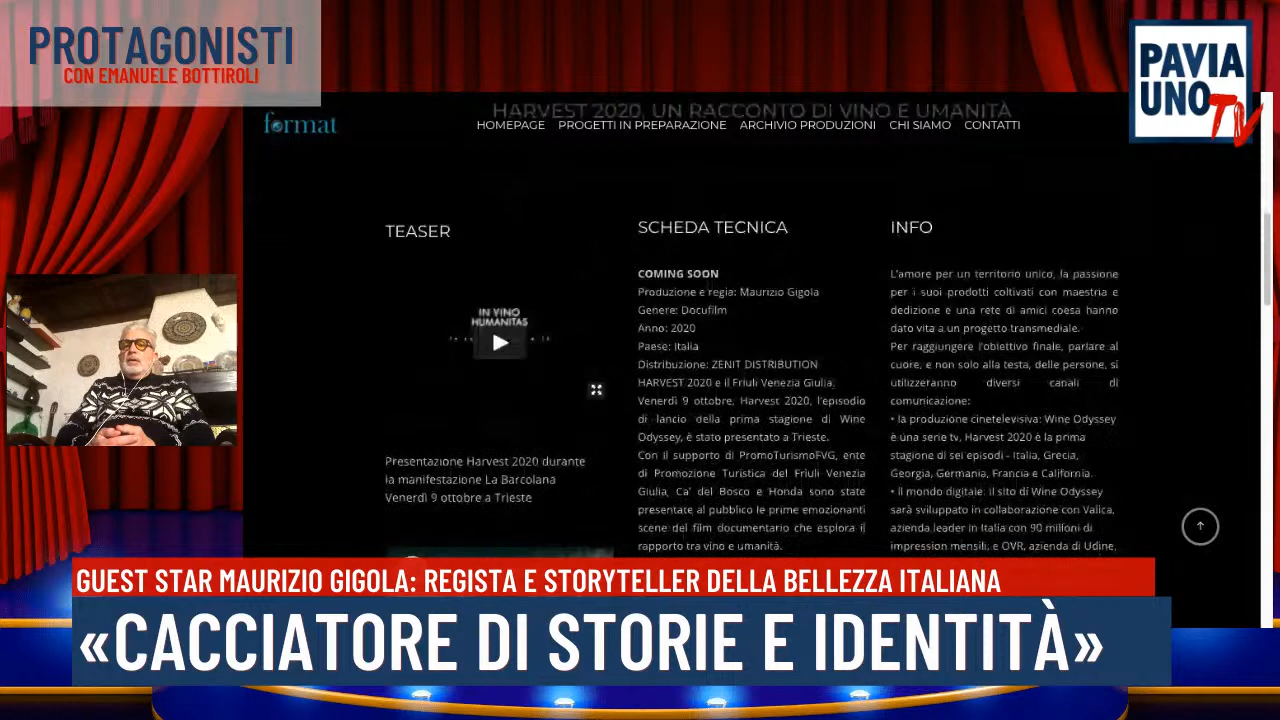 PROTAGONISTI
CON EMANUELE BOTTIROLI
PAVIA
UNO
TV
HARVEST 2020, UN RACCONTO DI VINO E UMANITÀ
format
HOMEPAGE PROGETTI IN PREPARAZIONE ARCHIVIO PRODUZIONI CHI SIAMO CONTATTI
TEASER
IN VINO
HUMANITAS
Presentazione Harvest 2020 durante
la manifestazione La Barcolana
Venerdì 9 ottobre a Trieste
SCHEDA TECNICA
COMING SOON
Produzione e regia: Maurizio Gigola
Genere: Docufilm
Anno: 2020
Paese: Italia
Distribuzione: ZENIT DISTRIBUTION
HARVEST 2020 e il Friuli Venezia Giulia,
Venerdì 9 ottobre, Harvest 2020, l'episodio
di lancio della prima stagione di Wine
Odyssey, è stato presentato a Trieste.
Con il supporto di PromoTurismoFVG, ente
di Promozione Turistica del Friuli Venezia
Giulia, Ca' del Bosco e Honda sono state
presentate al pubblico le prime emozionanti
scene del film documentario che esplora il
rapporto tra vino e umanità.
INFO
L'amore per un territorio unico, la passione
per i suoi prodotti coltivati con maestria e
dedizione e una rete di amici coesa hanno
dato vita a un progetto transmediale.
Per raggiungere l'obiettivo finale, parlare al
cuore, e non solo alla testa, delle persone, si
utilizzeranno diversi canali di
comunicazione:
• la produzione cinetelevisiva: Wine Odyssey
è una serie tv, Harvest 2020 è la prima
stagione di sei episodi - Italia, Grecia,
Georgia, Germania, Francia e California.
• il mondo digitale: il sito di Wine Odyssey
sarà sviluppato in collaborazione con Valica,
azienda leader in Italia con 90 milioni di
impression mensili; e OVR, azienda di Udine,
GUEST STAR MAURIZIO GIGOLA: REGISTA E STORYTELLER DELLA BELLEZZA ITALIANA
«CACCIATORE DI STORIE E IDENTITÀ»